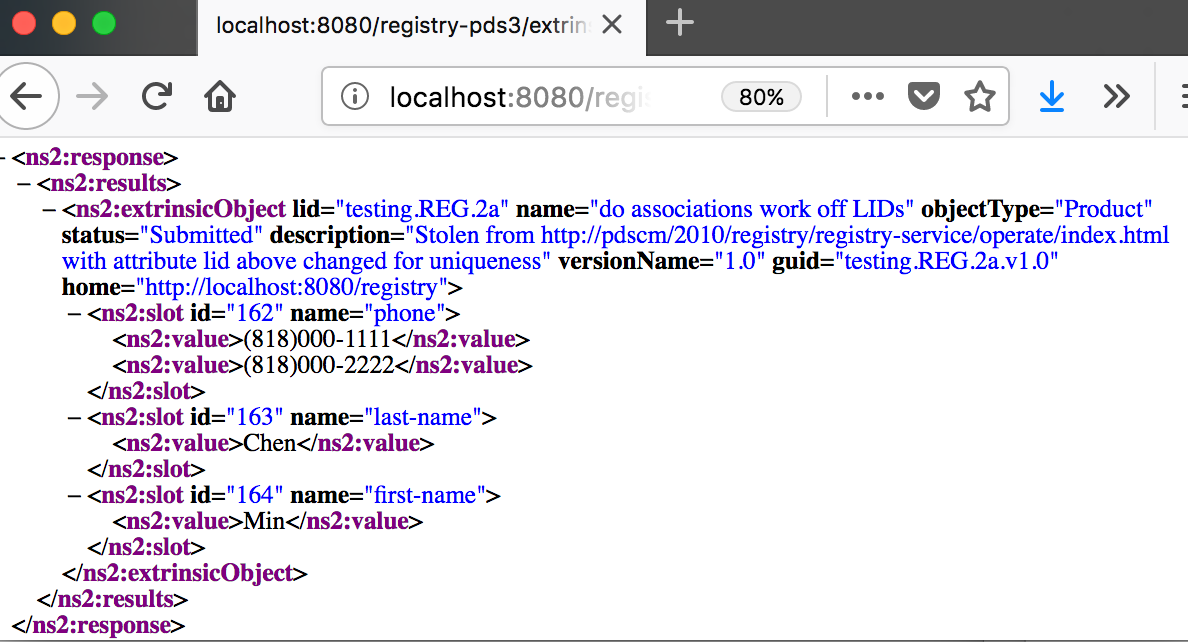 localhost:8080/registry-pds3/extrin
localhost:8080/regis
80%
- <ns2:response>
– <ns2:results>
– <ns2:extrinsicObject lid="testing.REG.2a" name="do associations work off LIDs" objectType="Product"
status="Submitted" description="Stolen from http://pdscm/2010/registry/registry-service/operate/index.html
with attribute lid above changed for uniqueness" versionName="1.0" guid="testing.REG.2a.v1.0"
home="http://localhost:8080/registry">
– <ns2:slot id="162" name="phone">
<ns2:value>(818)000-1111</ns2:value>
<ns2:value>(818)000-2222</ns2:value>
</ns2:slot>
– <ns2:slot id="163" name="last-name">
<ns2:value>Chen</ns2:value>
</ns2:slot>
– <ns2:slot id="164" name="first-name">
<ns2:value>Min</ns2:value>
</ns2:slot>
</ns2:extrinsicObject>
</ns2:results>
</ns2:response>